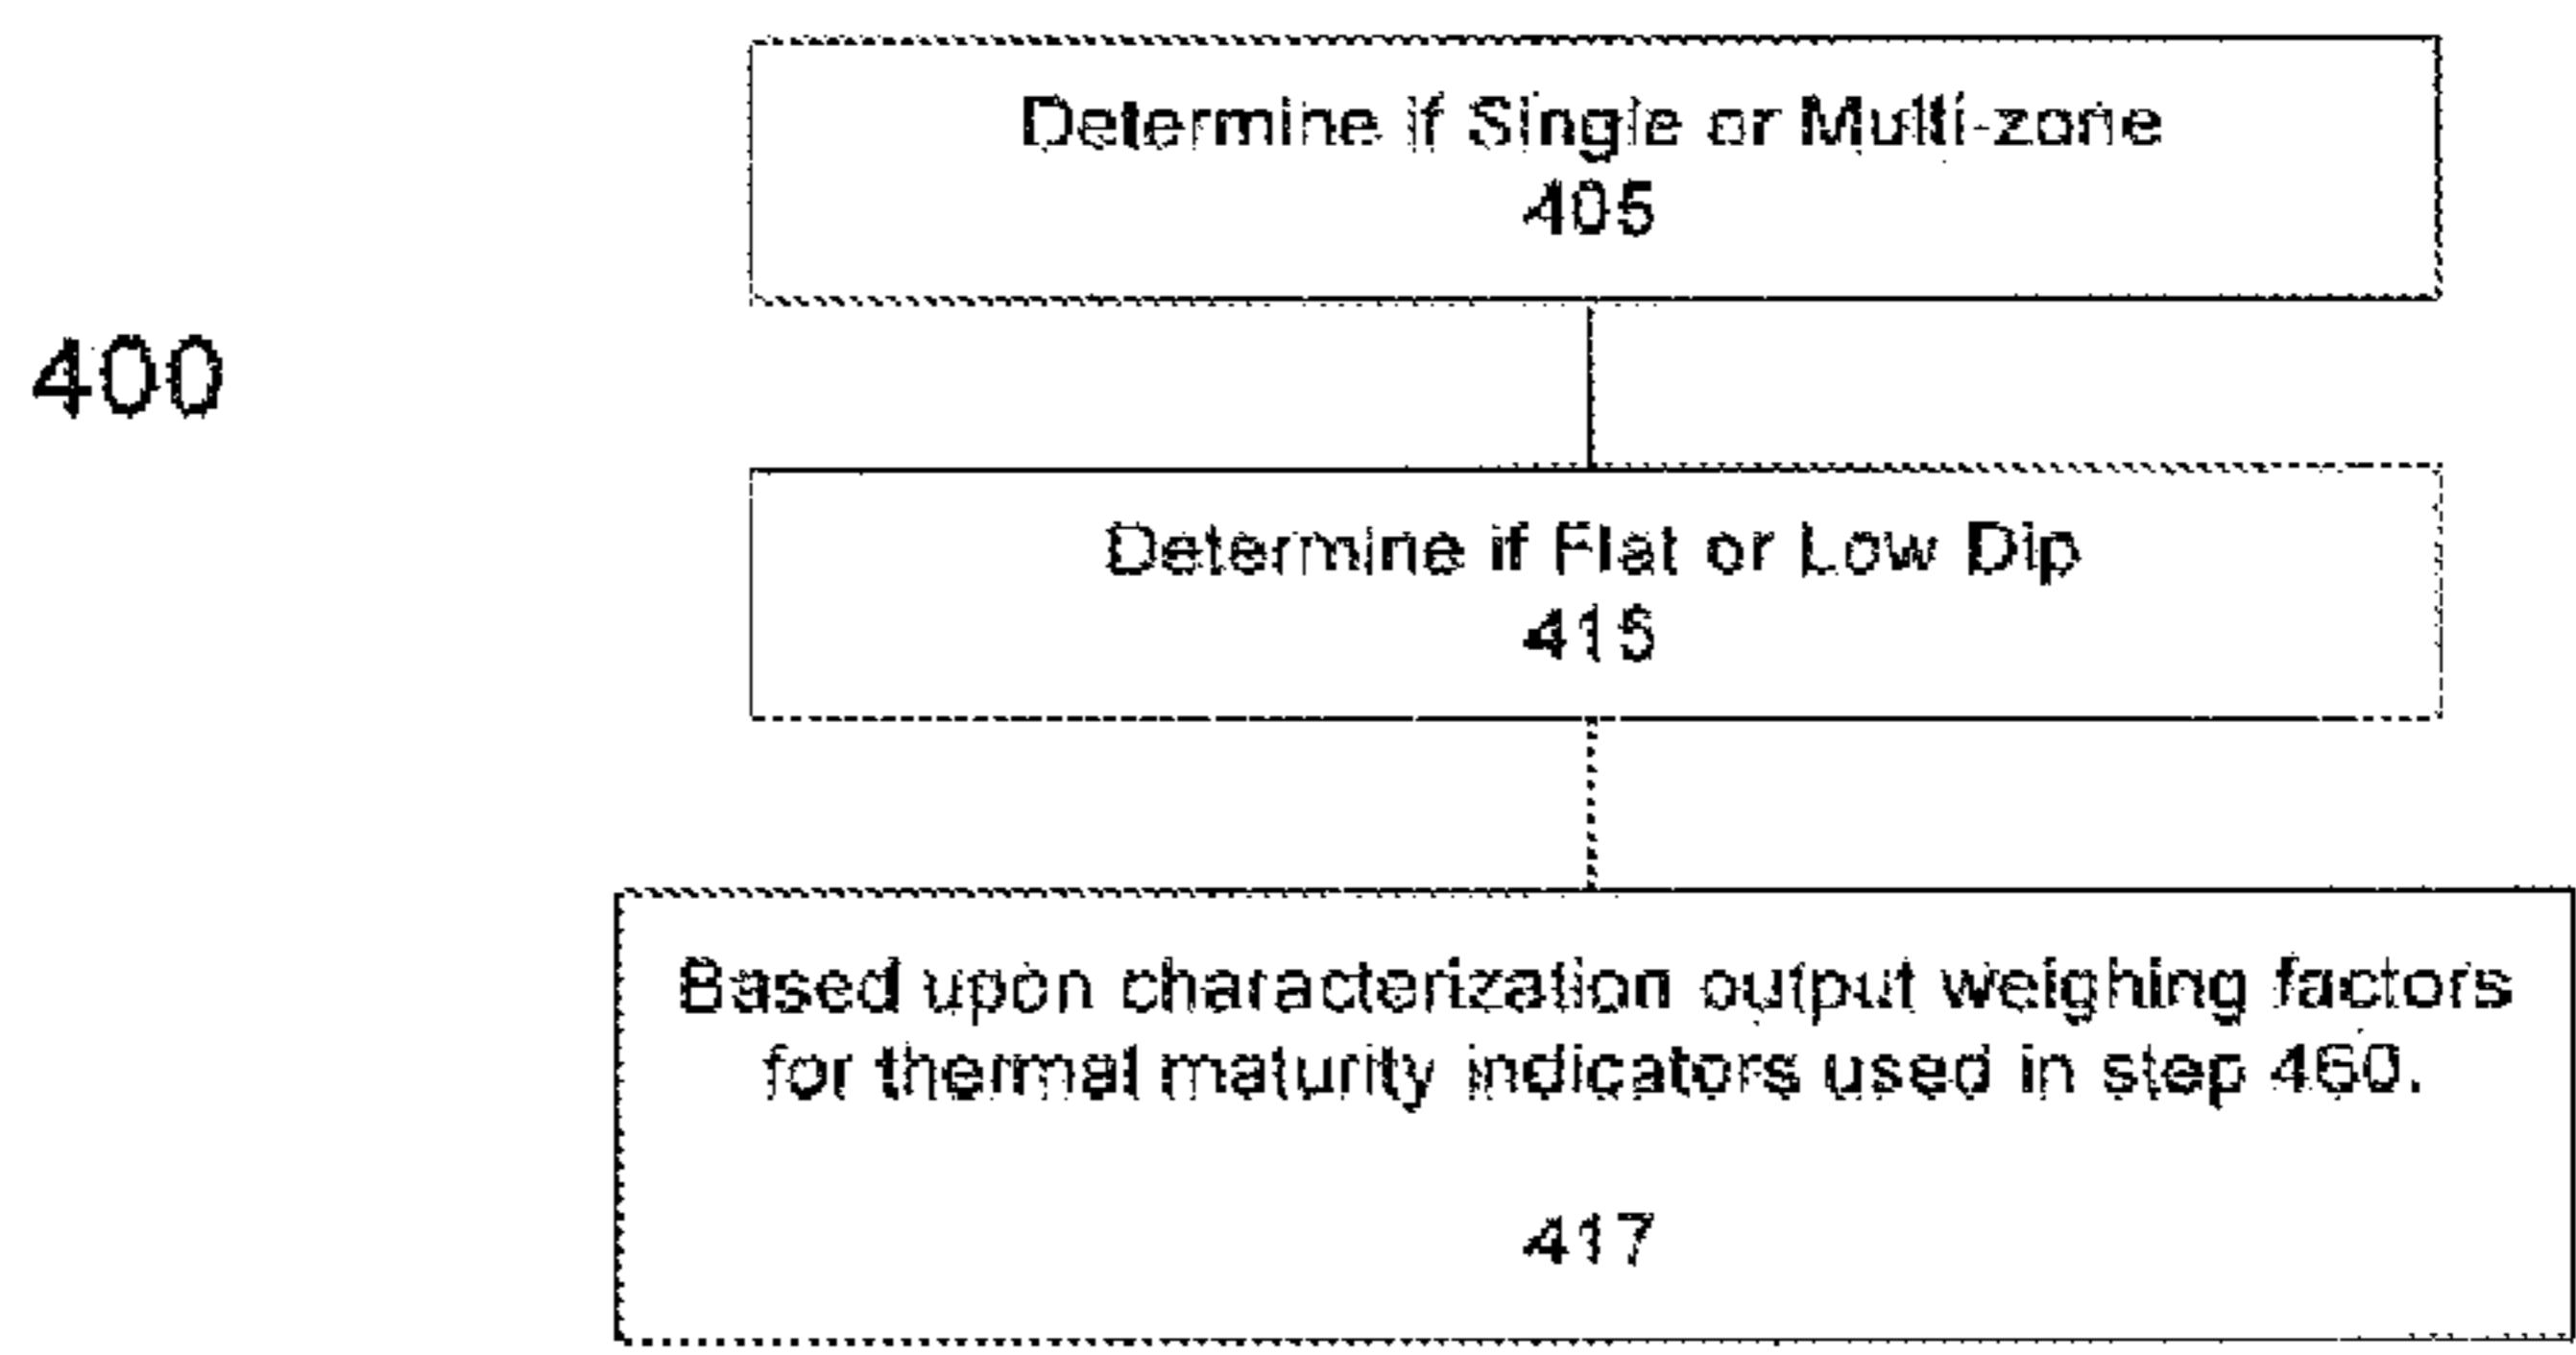 Determine if Single or Multi-zone
405
400
Determine if Flat or Low Dip
415
Based upon characterization output weighing factors
for thermal maturity indicators used in step 460.
417